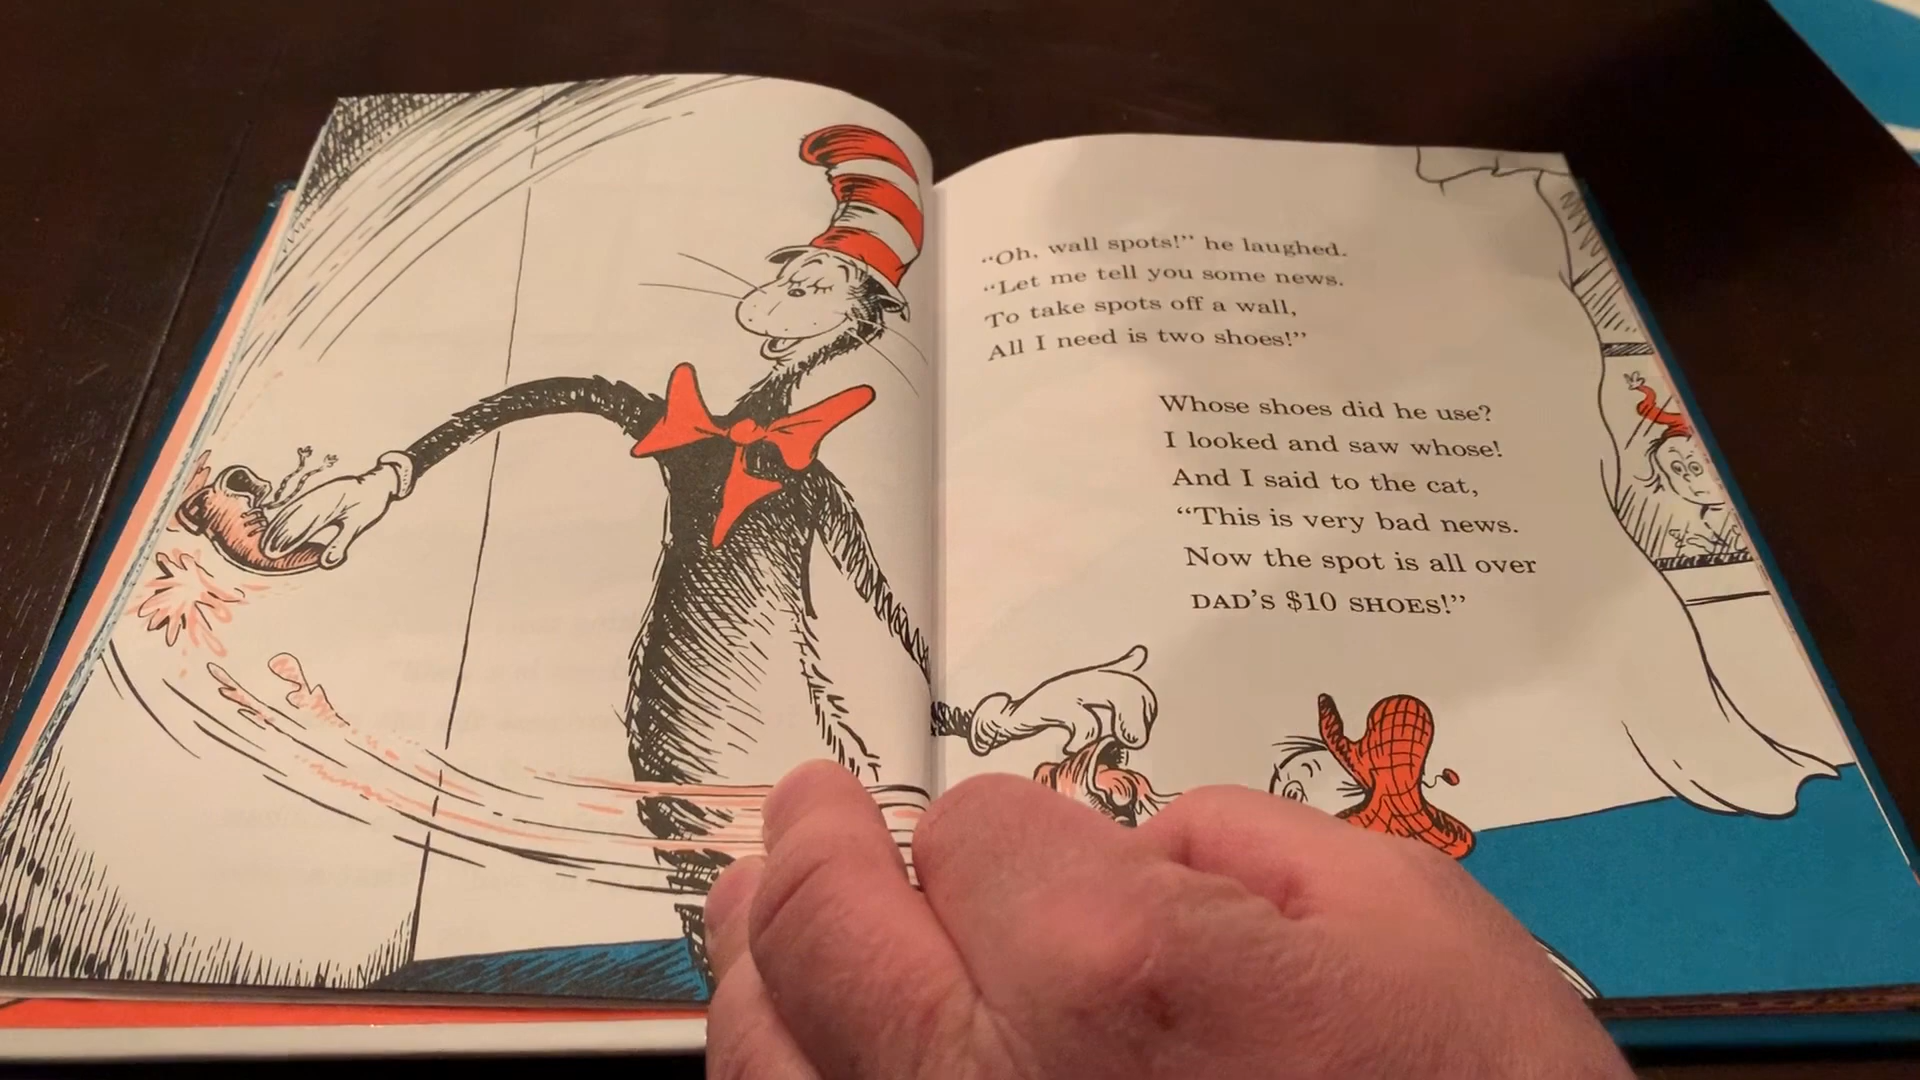 “Oh, wall spots!” he laughed.
“Let me tell you some news.
To take spots off a wall,
All I need is two shoes!”
Whose shoes did he use?
I looked and saw whose!
And I said to the cat,
“This is very bad news.
Now the spot is all over
DAD’S $10 SHOES!”